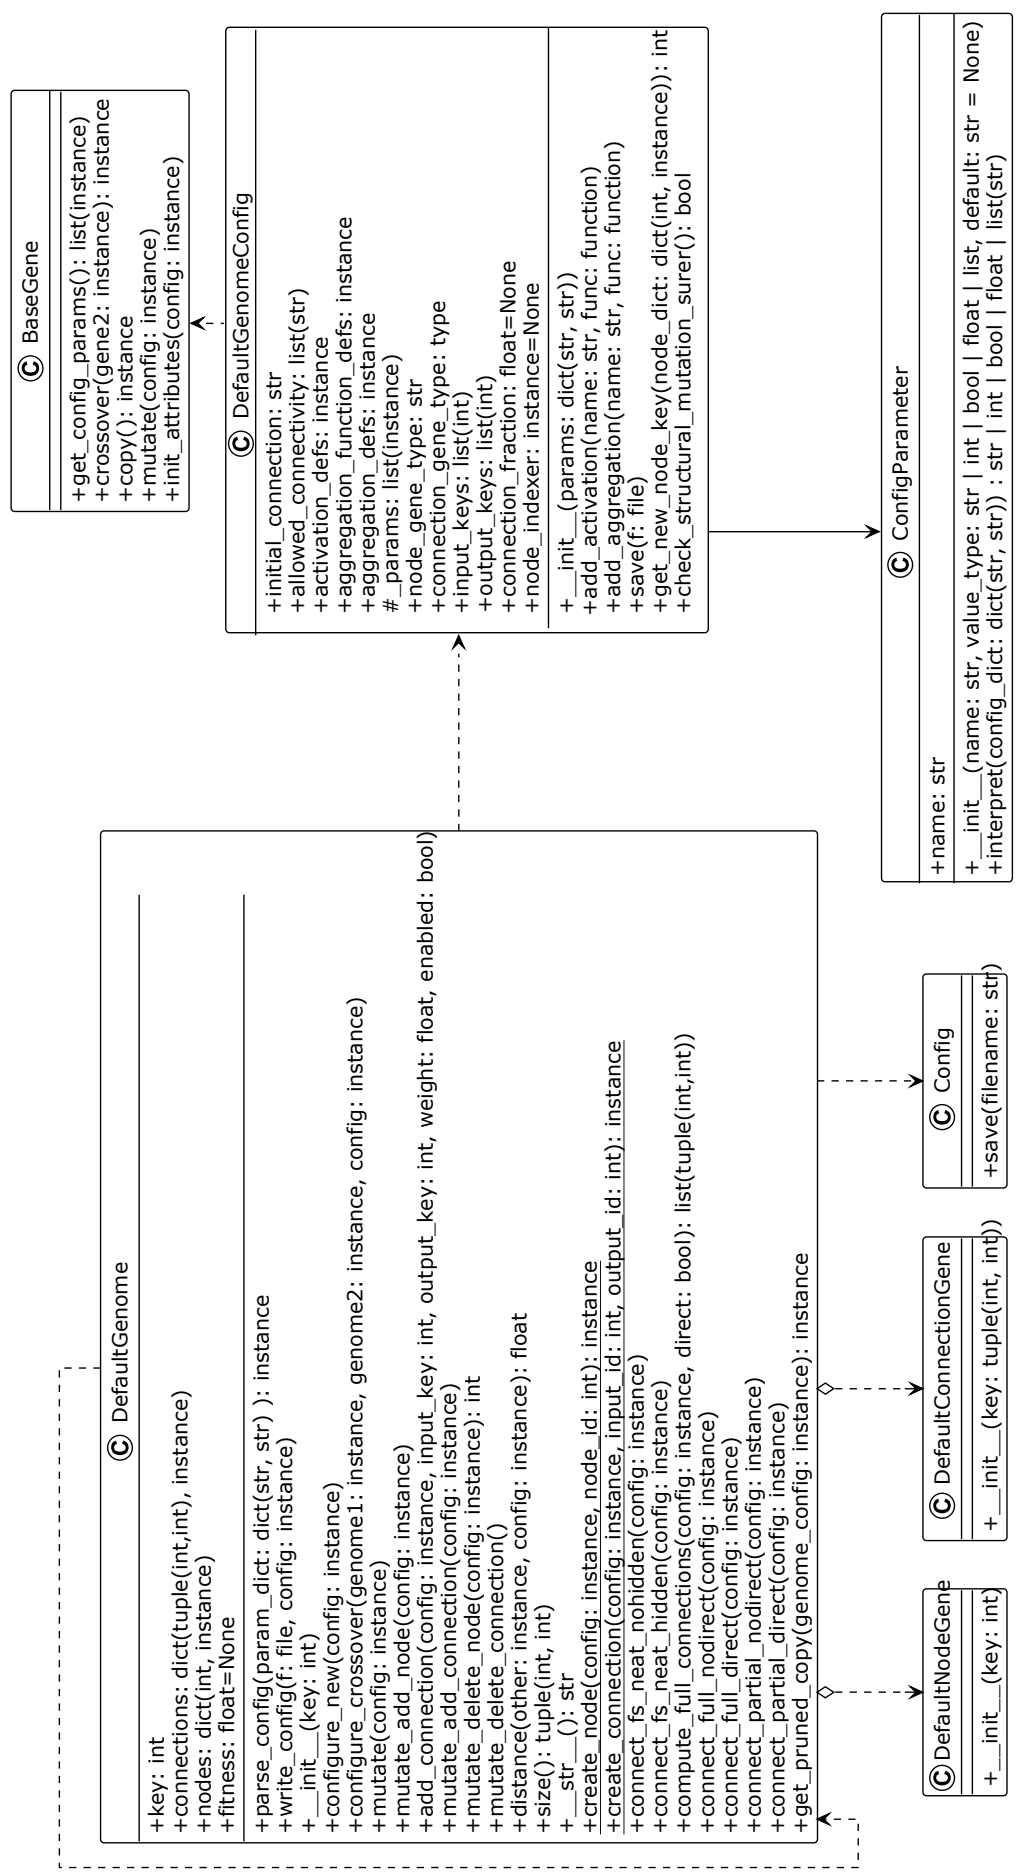 C BaseGene
+get_config_params(): list(instance)
+crossover(gene2: instance): instance
+copy(): instance
+mutate(config: instance)
+init_attributes(config: instance)
C DefaultGenomeConfig
+initial_connection: str
+allowed_connectivity: list(str)
+activation_defs: instance
+aggregation_function_defs: instance
+aggregation_defs: instance
#_params: list(instance)
+node_gene_type: str
+connection_gene_type: type
+input_keys: list(int)
+output_keys: list(int)
+connection_fraction: float=None
+node_indexer: instance=None
+__init__(params: dict(str, str))
+add_activation(name: str, func: function)
+add_aggregation(name: str, func: function)
+save(f: file)
+get_new_node_key(node_dict: dict(int, instance)): int
+check_structural_mutation_surer(): bool
C ConfigParameter
+name: str
+__init__(name: str, value_type: str | int | bool | float | list, default: str = None)
+interpret(config_dict: dict(str, str)) : str | int | bool | float | list(str)
C DefaultGenome
+key: int
+connections: dict(tuple(int,int), instance)
+nodes: dict(int, instance)
+fitness: float=None
+parse_config(param_dict: dict(str, str) ): instance
+write_config(f: file, config: instance)
+__init__(key: int)
+configure_new(config: instance)
+configure_crossover(genome1: instance, genome2: instance, config: instance)
+mutate(config: instance)
+mutate_add_node(config: instance)
+add_connection(config: instance, input_key: int, output_key: int, weight: float, enabled: bool)
+mutate_add_connection(config: instance)
+mutate_delete_node(config: instance): int
+mutate_delete_connection()
+distance(other: instance, config: instance): float
+size(): tuple(int, int)
+__str__(): str
+create_node(config: instance, node_id: int): instance
+create_connection(config: instance, input_id: int, output_id: int): instance
+connect_fs_neat_nohidden(config: instance)
+connect_fs_neat_hidden(config: instance)
+compute_full_connections(config: instance, direct: bool): list(tuple(int,int))
+connect_full_nodirect(config: instance)
+connect_full_direct(config: instance)
+connect_partial_nodirect(config: instance)
+connect_partial_direct(config: instance)
+get_pruned_copy(genome_config: instance): instance
C DefaultNodeGene
+__init__(key: int)
C DefaultConnectionGene
+__init__(key: tuple(int, int))
C Config
+save(filename: str)